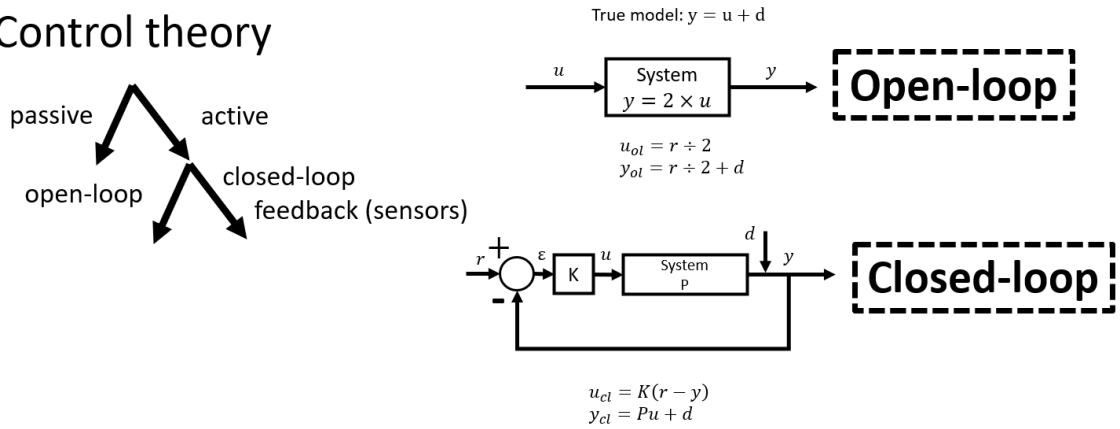 Control theory
passive
active
open-loop
closed-loop
feedback (sensors)
True model: y = u + d
u
System
y = 2 × u
y
Open-loop
u_ol = r ÷ 2
y_ol = r ÷ 2 + d
r
+
-
ε
K
u
System
P
d
y
Closed-loop
u_cl = K(r − y)
y_cl = Pu + d